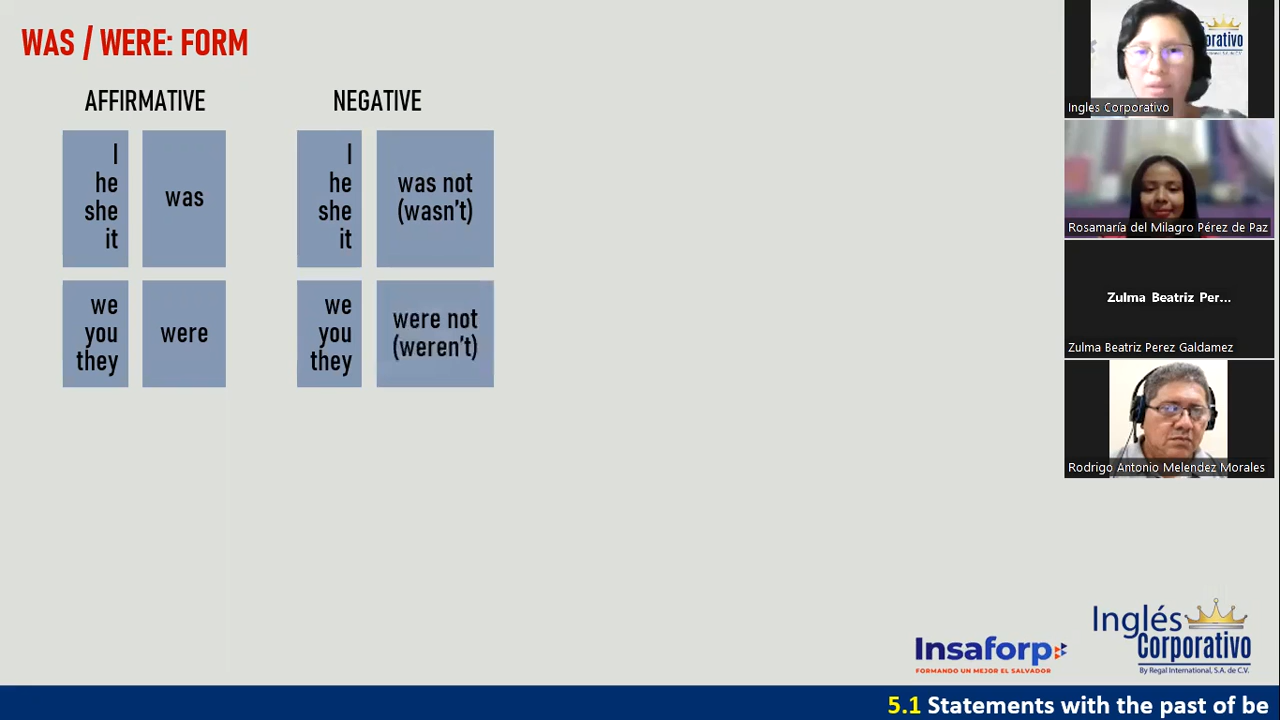 WAS / WERE: FORM
AFFIRMATIVE
NEGATIVE
I
he
she
it
was
I
he
she
it
was not
(wasn't)
we
you
they
were
we
you
they
were not
(weren't)
Ingles Corporativo
Rosamaría del Milagro Pérez de Paz
Zulma Beatriz Per...
Zulma Beatriz Perez Galdamez
Rodrigo Antonio Melendez Morales
Insaforp
FORMANDO UN MEJOR EL SALVADOR
Inglés
Corporativo
By Regal International, S.A. de C.V.
5.1 Statements with the past of be